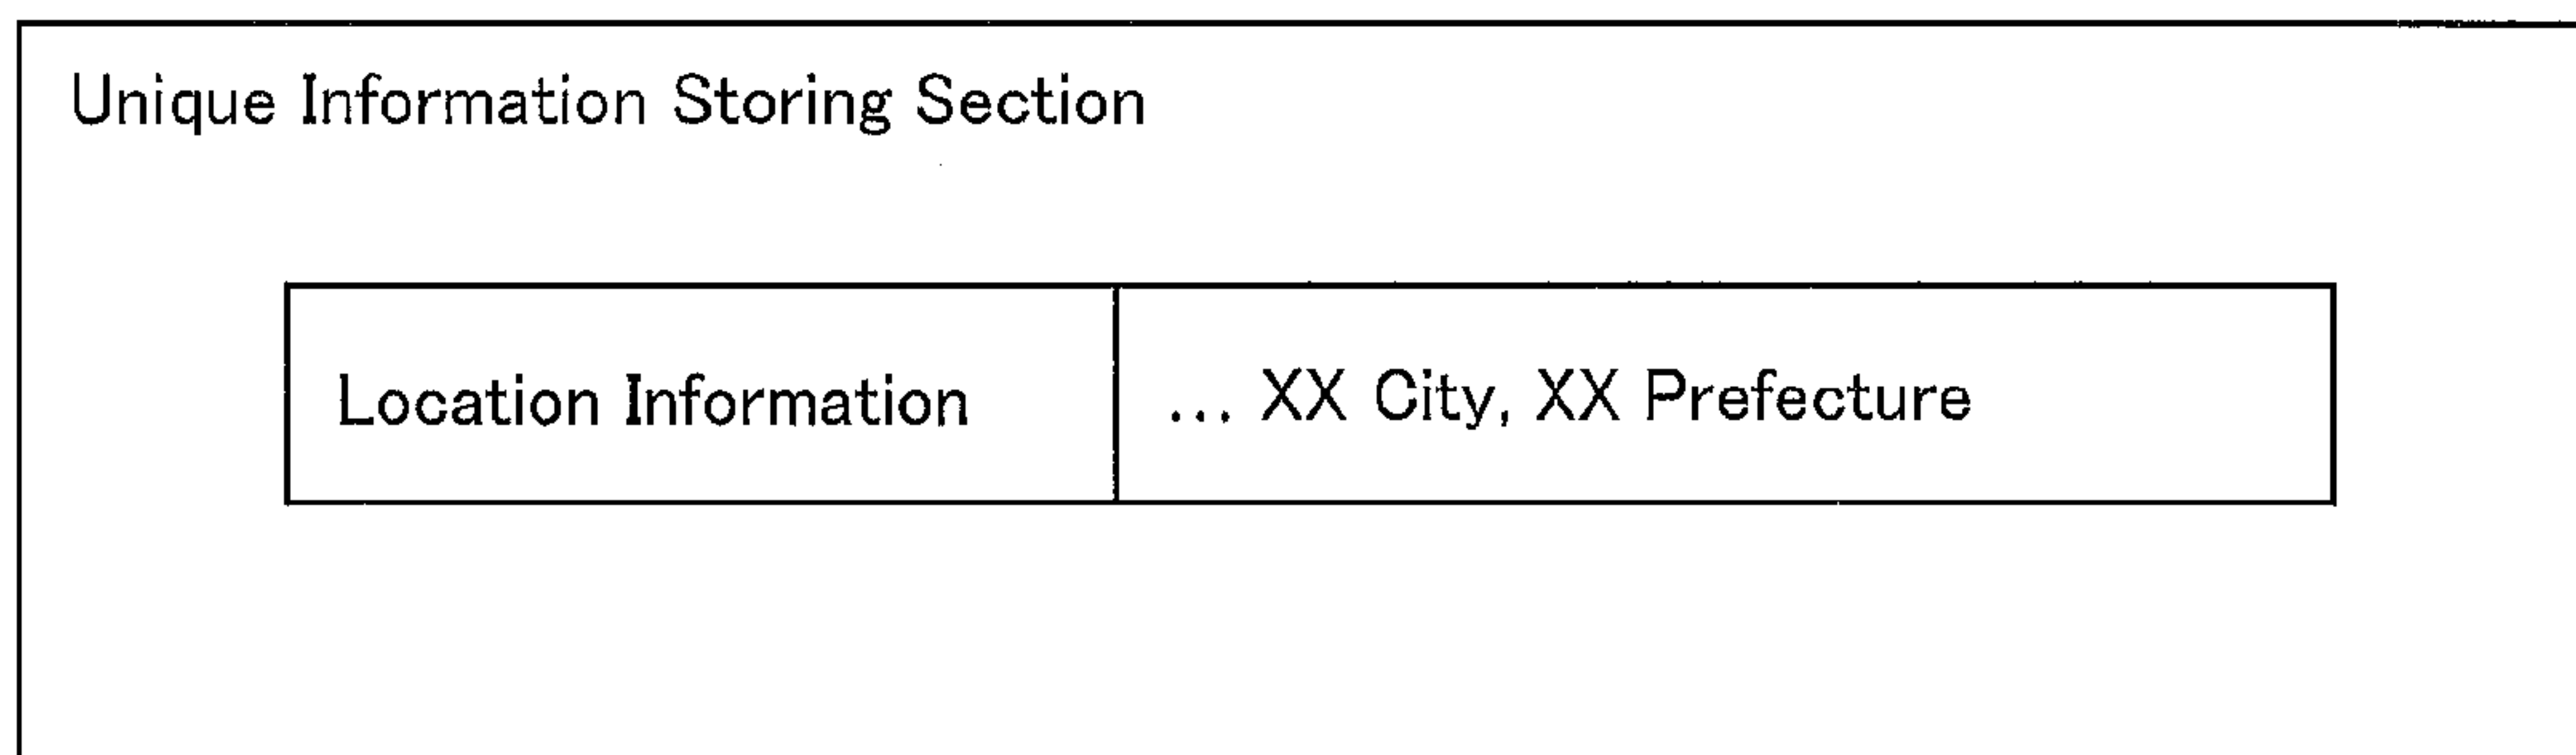 Unique Information Storing Section
Location Information
... XX City, XX Prefecture